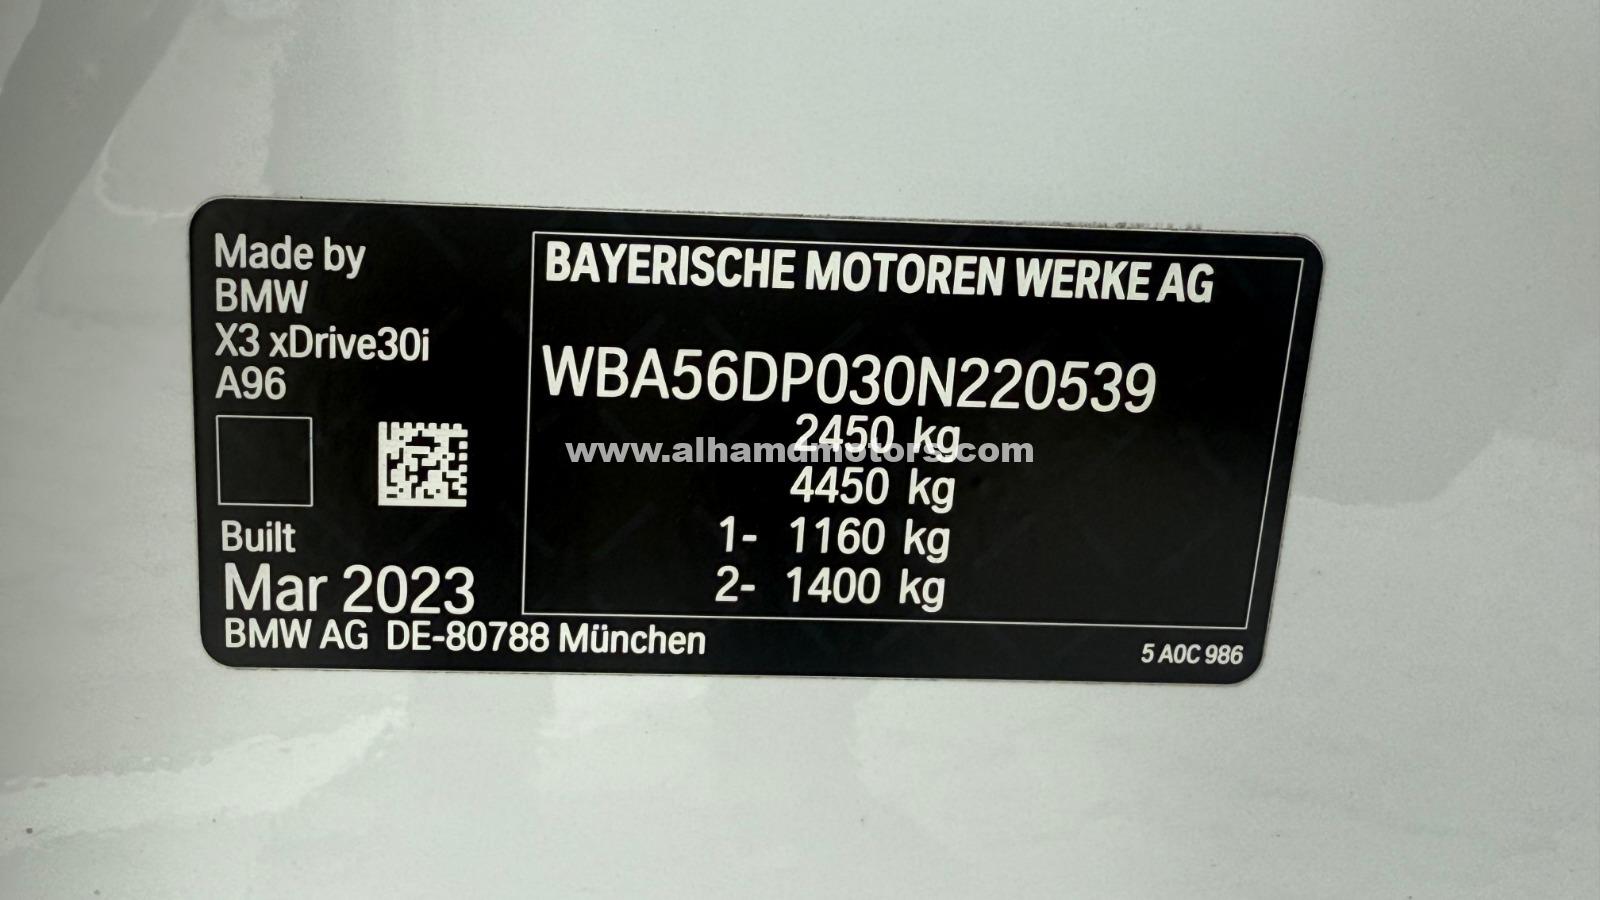 Made by
BMW
X3 xDrive30i
A96
Built
Mar 2023
BMW AG DE-80788 München
BAYERISCHE MOTOREN WERKE AG
WBA56DP030N220539
2450 kg
www.alhamdmotors.com
4450 kg
1- 1160 kg
2- 1400 kg
5 A0C 986